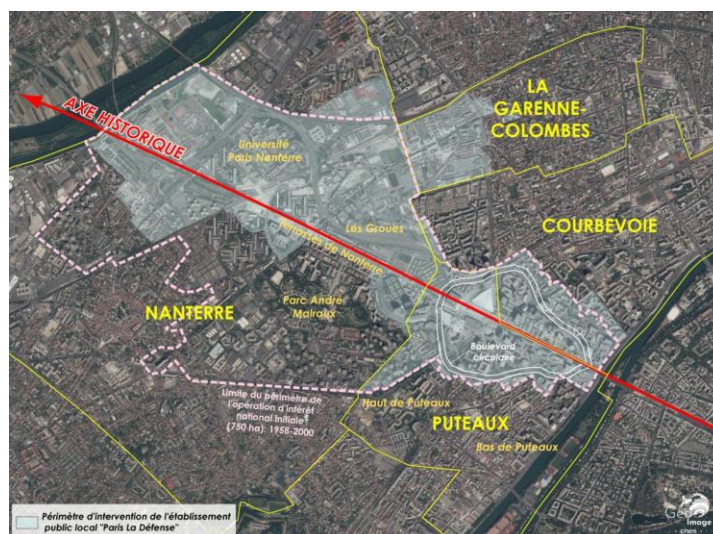 LA
GARENNE-
COLOMBES
AXE HISTORIQUE
Université
Paris Nanterre
COURBEVOIE
Les Groues
Terrasses de Nanterre
NANTERRE
Parc André
Malraux
Boulevard
circulaire
Limite du périmètre de
l'opération d'intérêt
national initiale
(750 ha): 1958-2000
Haut de Puteaux
PUTEAUX
Bas de Puteaux
Périmètre d'intervention de l'établissement
public local "Paris La Défense"
Géo
Image
cnes